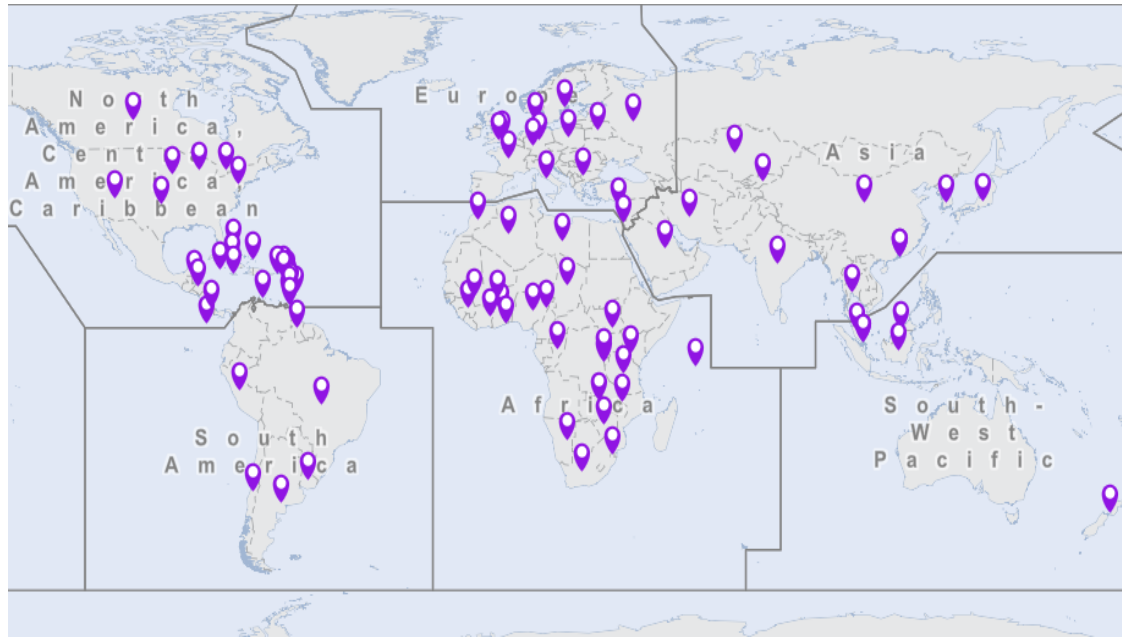 North
America,
Central
America,
Caribbean
Europe
Asia
Africa
South
America
South-
West
Pacific